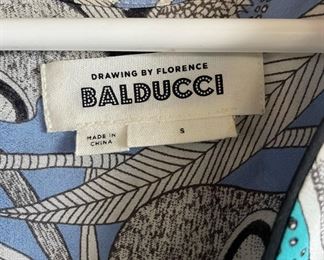 DRAWING BY FLORENCE
BALDUCCI
MADE IN
CHINA
S